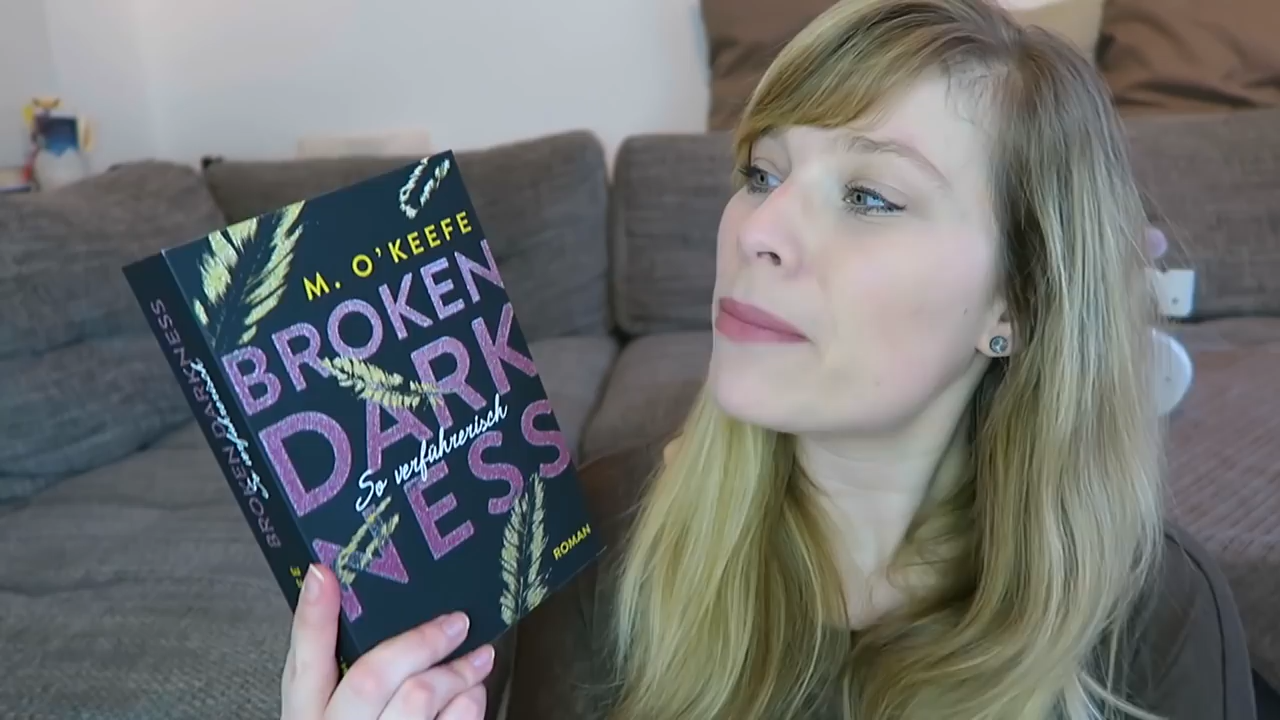 M. O'KEEFE
BROKEN
DARK
So verführerisch
NESS
ROMAN
BROKEN DARKNESS